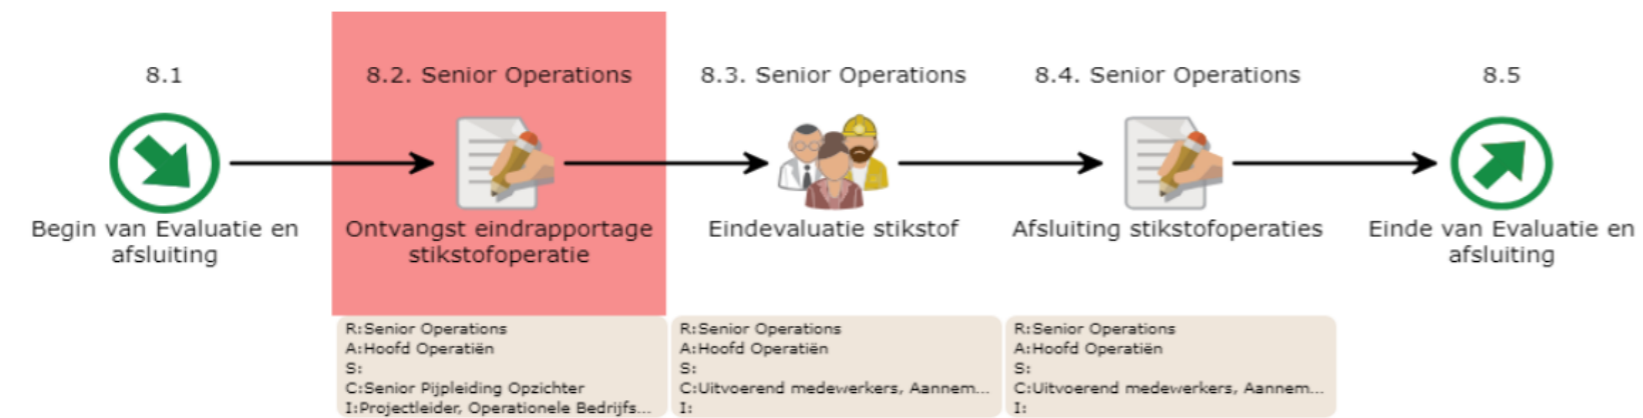 8.1
8.2. Senior Operations
8.3. Senior Operations
8.4. Senior Operations
8.5
Begin van Evaluatie en
afsluiting
Ontvangst eindrapportage
stikstofoperatie
Eindevaluatie stikstof
Afsluiting stikstofoperaties
Einde van Evaluatie en
afsluiting
R:Senior Operations
A:Hoofd Operatiën
S:
C:Senior Pijpleiding Opzichter
I:Projectleider, Operationele Bedrijfs...
R:Senior Operations
A:Hoofd Operatiën
S:
C:Uitvoerend medewerkers, Aannem...
I:
R:Senior Operations
A:Hoofd Operatiën
S:
C:Uitvoerend medewerkers, Aannem...
I: